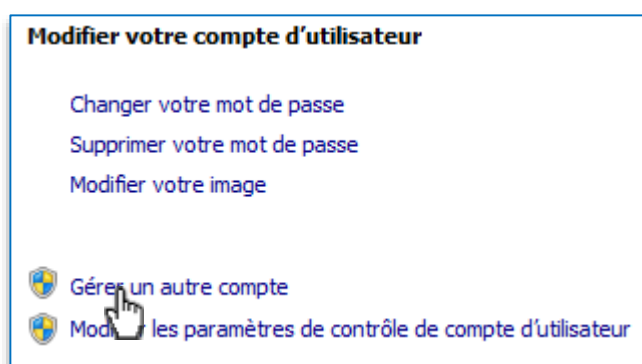 Modifier votre compte d'utilisateur
Changer votre mot de passe
Supprimer votre mot de passe
Modifier votre image
Gérer un autre compte
Modifier les paramètres de contrôle de compte d'utilisateur